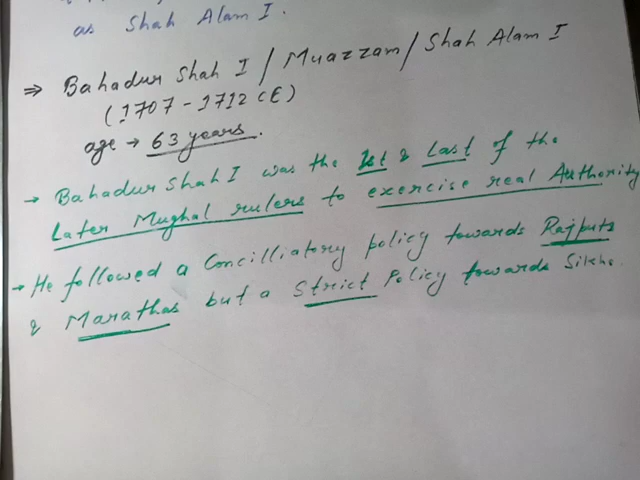 as Shah Alam I.
⇒ Bahadur Shah I / Muazzam / Shah Alam I
(1707-1712 CE)
age → 63 years.
→ Bahadur Shah I was the 1st & Last of the
Later Mughal rulers to exercise real Authority
→ He followed a Concilliatory policy towards Rajputs
& Marathas but a Strict Policy towards Sikhs.